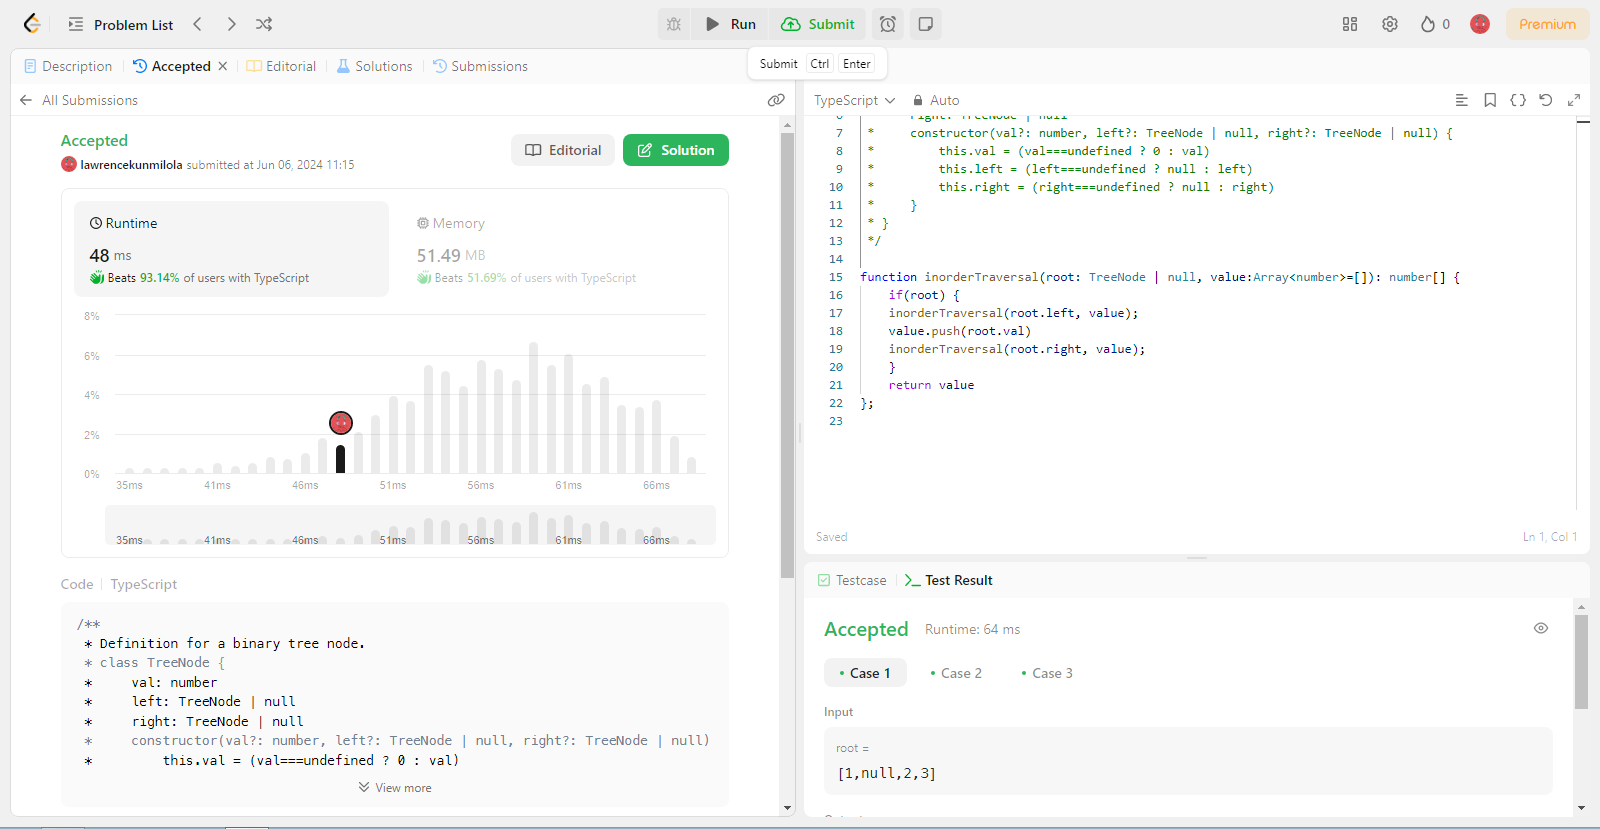 Problem List
Run
Submit
0
Premium
Description
Accepted
Editorial
Solutions
Submissions
Submit Ctrl Enter
All Submissions
Accepted
lawrencekunmilola submitted at Jun 06, 2024 11:15
Editorial
Solution
Runtime
48 ms
Beats 93.14% of users with TypeScript
Memory
51.49 MB
Beats 51.69% of users with TypeScript
8%
6%
4%
2%
0%
35ms 41ms 46ms 51ms 56ms 61ms 66ms
35ms 41ms 46ms 51ms 56ms 61ms 66ms
Code | TypeScript
/**
* Definition for a binary tree node.
* class TreeNode {
*     val: number
*     left: TreeNode | null
*     right: TreeNode | null
*     constructor(val?: number, left?: TreeNode | null, right?: TreeNode | null)
*         this.val = (val===undefined ? 0 : val)
View more
TypeScript
Auto
6 right: TreeNode | null
7 *     constructor(val?: number, left?: TreeNode | null, right?: TreeNode | null) {
8 *         this.val = (val===undefined ? 0 : val)
9 *         this.left = (left===undefined ? null : left)
10 *         this.right = (right===undefined ? null : right)
11 *     }
12 * }
13 */
14
15 function inorderTraversal(root: TreeNode | null, value:Array<number>=[]): number[] {
16     if(root) {
17     inorderTraversal(root.left, value);
18     value.push(root.val)
19     inorderTraversal(root.right, value);
20     }
21     return value
22 };
23
Saved
Ln 1, Col 1
Testcase
Test Result
Accepted
Runtime: 64 ms
Case 1
Case 2
Case 3
Input
root =
[1,null,2,3]